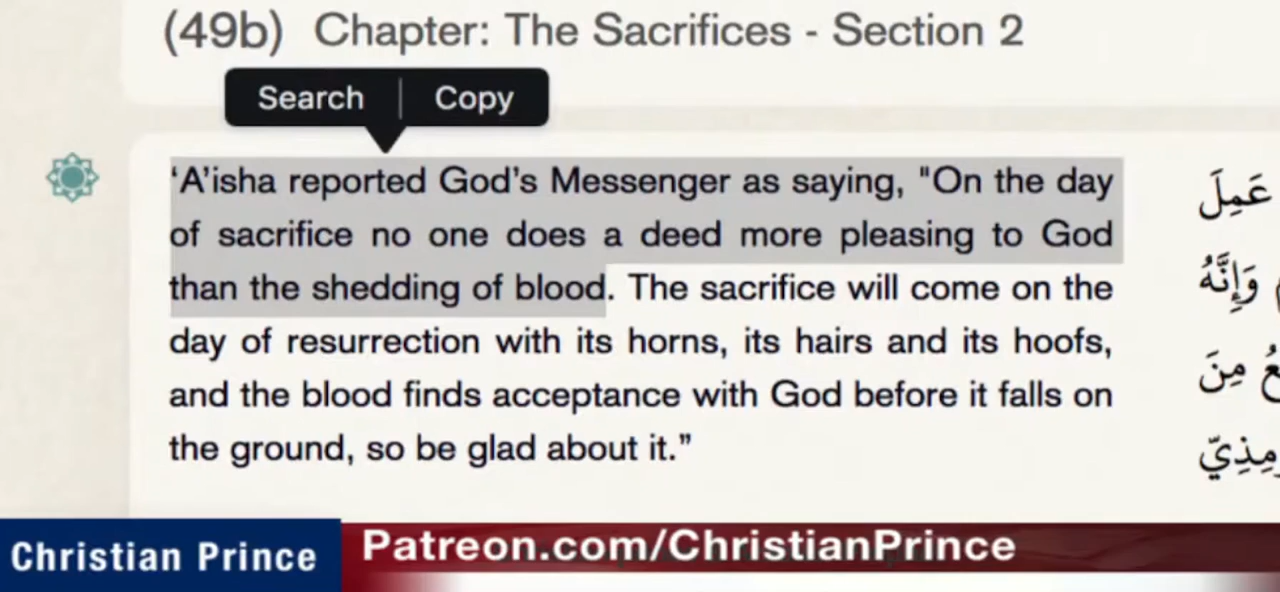 (49b) Chapter: The Sacrifices - Section 2
Search Copy
‘A’isha reported God’s Messenger as saying, "On the day
of sacrifice no one does a deed more pleasing to God
than the shedding of blood. The sacrifice will come on the
day of resurrection with its horns, its hairs and its hoofs,
and the blood finds acceptance with God before it falls on
the ground, so be glad about it.”
عَمِلَ
وَإِنَّهُ
مِنَ
Christian Prince
Patreon.com/ChristianPrince